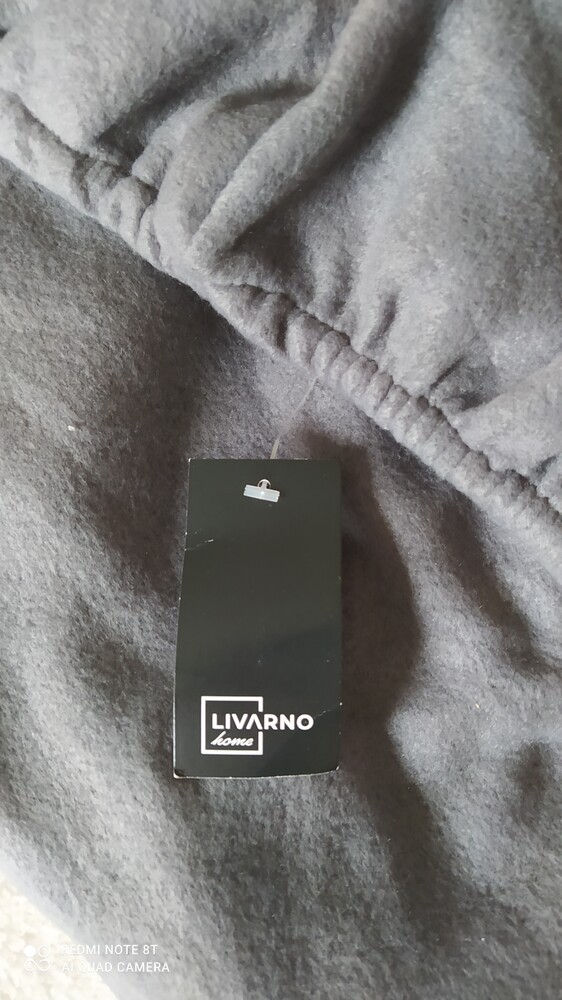 LIVARNO
home
REDMI NOTE 8T
AI QUAD CAMERA